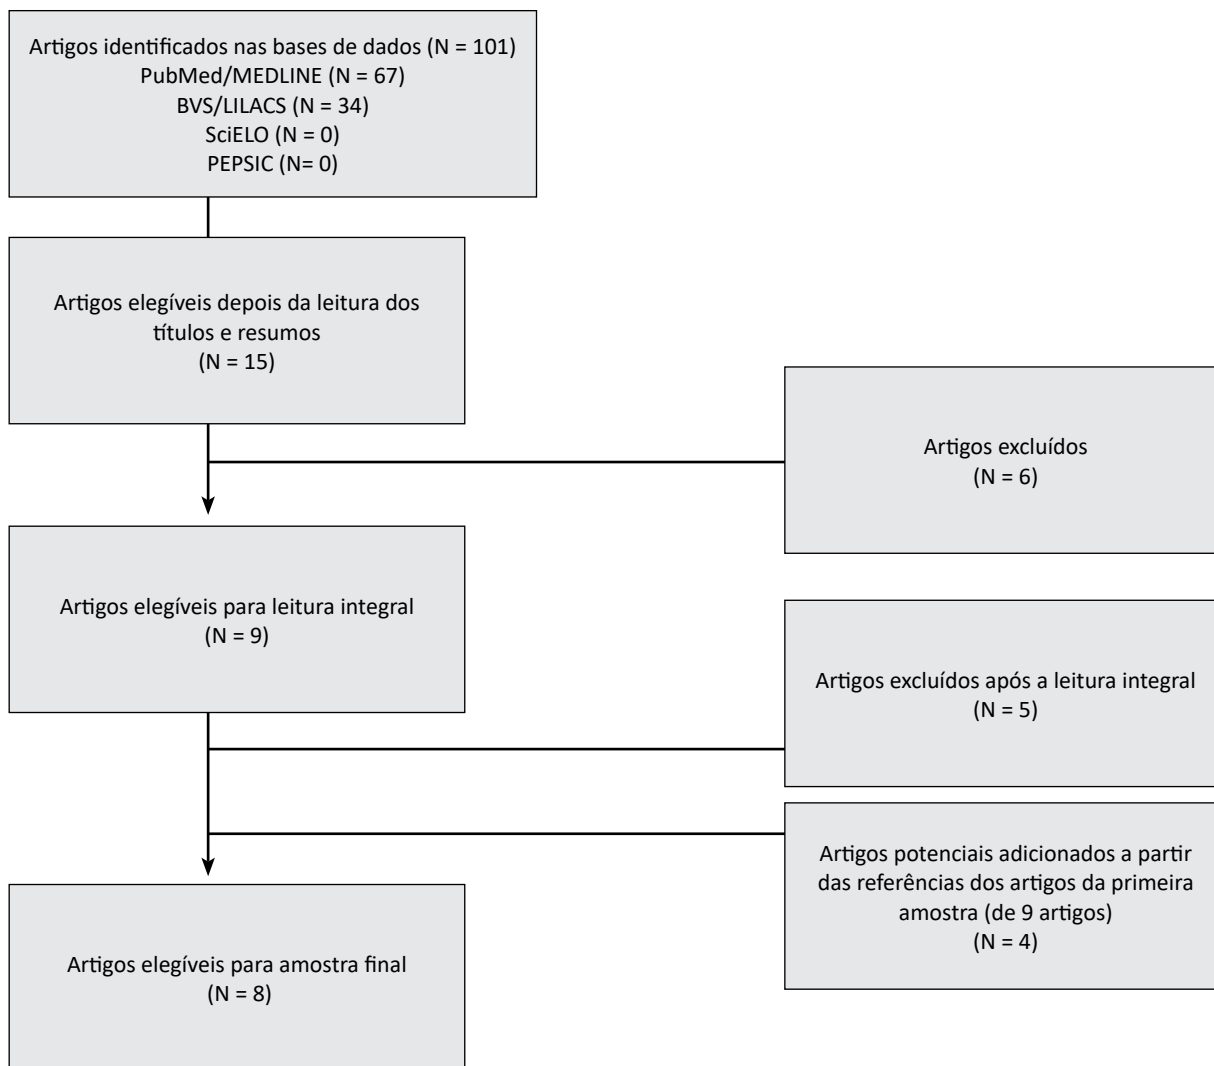 Artigos identificados nas bases de dados (N = 101)
PubMed/MEDLINE (N = 67)
BVS/LILACS (N = 34)
SciELO (N = 0)
PEPSIC (N= 0)
Artigos elegíveis depois da leitura dos
títulos e resumos
(N = 15)
Artigos excluídos
(N = 6)
Artigos elegíveis para leitura integral
(N = 9)
Artigos excluídos após a leitura integral
(N = 5)
Artigos potenciais adicionados a partir
das referências dos artigos da primeira
amostra (de 9 artigos)
(N = 4)
Artigos elegíveis para amostra final
(N = 8)